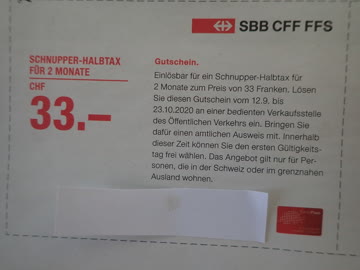 SBB CFF FFS
SCHNUPPER-HALBTAX
FÜR 2 MONATE
CHF
33.–
Gutschein.
Einlösbar für ein Schnupper-Halbtax für
2 Monate zum Preis von 33 Franken. Lösen
Sie diesen Gutschein vom 12.9. bis
23.10.2020 an einer bedienten Verkaufsstelle
des Öffentlichen Verkehrs ein. Bringen Sie
dafür einen amtlichen Ausweis mit. Innerhalb
dieser Zeit können Sie den ersten Gültigkeits-
tag frei wählen. Das Angebot gilt nur für Per-
sonen, die in der Schweiz oder im grenznahen
Ausland wohnen.